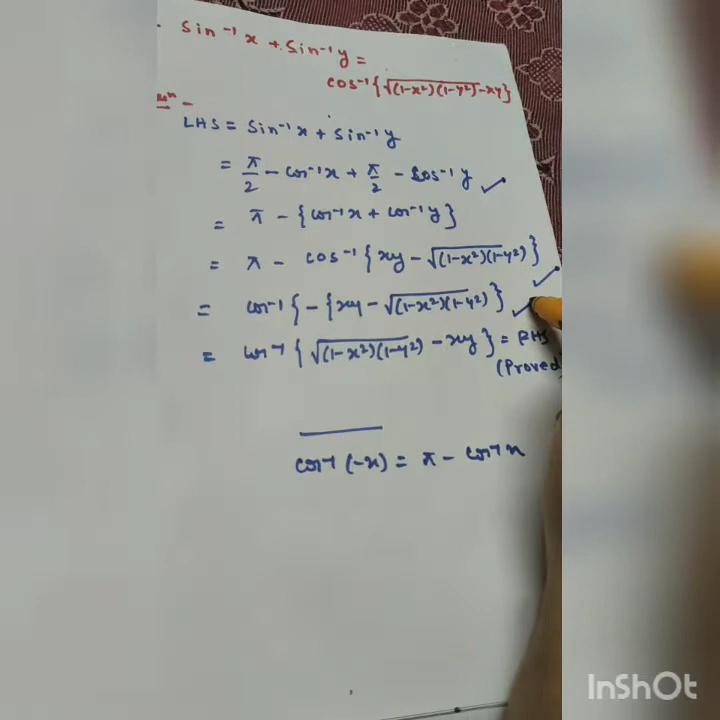 sin⁻¹x + sin⁻¹y =
cos⁻¹{√(1-x²)(1-y²) - xy}
LHS = sin⁻¹x + sin⁻¹y
= π/2 - cos⁻¹x + π/2 - cos⁻¹y ✓
= π - {cos⁻¹x + cos⁻¹y}
= π - cos⁻¹{xy - √(1-x²)(1-y²)} ✓
= cos⁻¹{-{xy - √(1-x²)(1-y²)} ✓
= cos⁻¹{√(1-x²)(1-y²) - xy} = RHS
(Proved
cos⁻¹(-x) = π - cos⁻¹x
InShOt